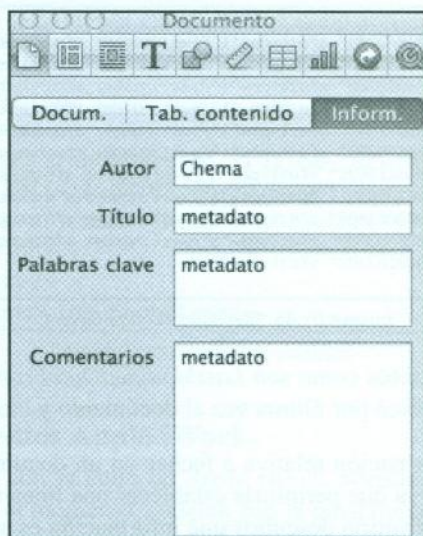 Documento
T
Docum. Tab. contenido Inform.
Autor Chema
Título metadato
Palabras clave metadato
Comentarios metadato